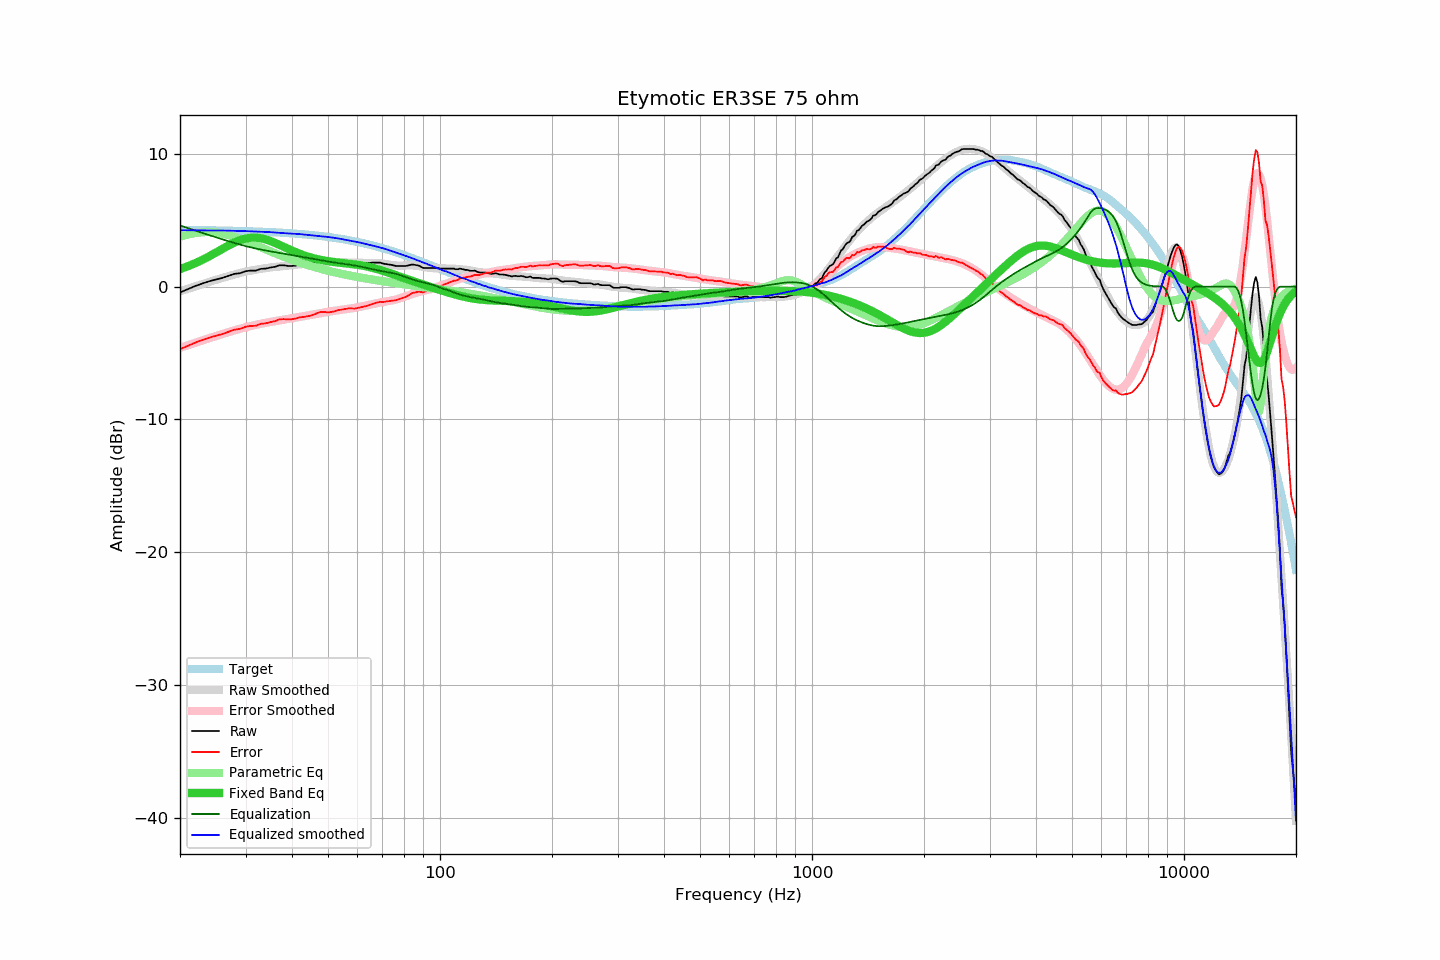 Etymotic ER3SE 75 ohm
10
0
−10
−20
−30
−40
Amplitude (dBr)
Target
Raw Smoothed
Error Smoothed
Raw
Error
Parametric Eq
Fixed Band Eq
Equalization
Equalized smoothed
100
1000
10000
Frequency (Hz)